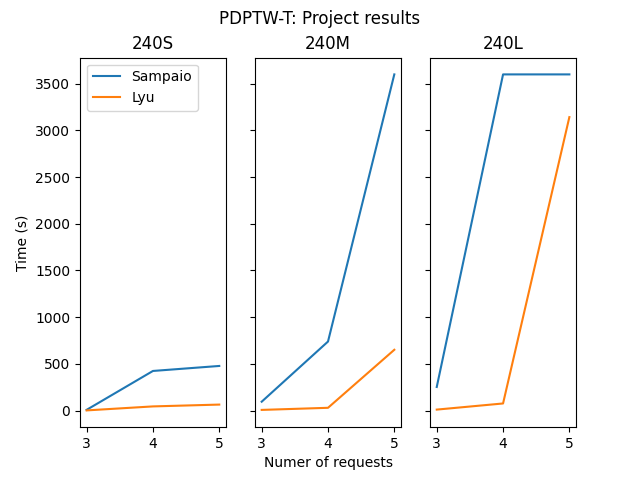 PDPTW-T: Project results
240S
240M
240L
Sampaio
Lyu
3500
3000
2500
2000
1500
1000
500
0
Time (s)
3 4 5
3 4 5
3 4 5
Numer of requests